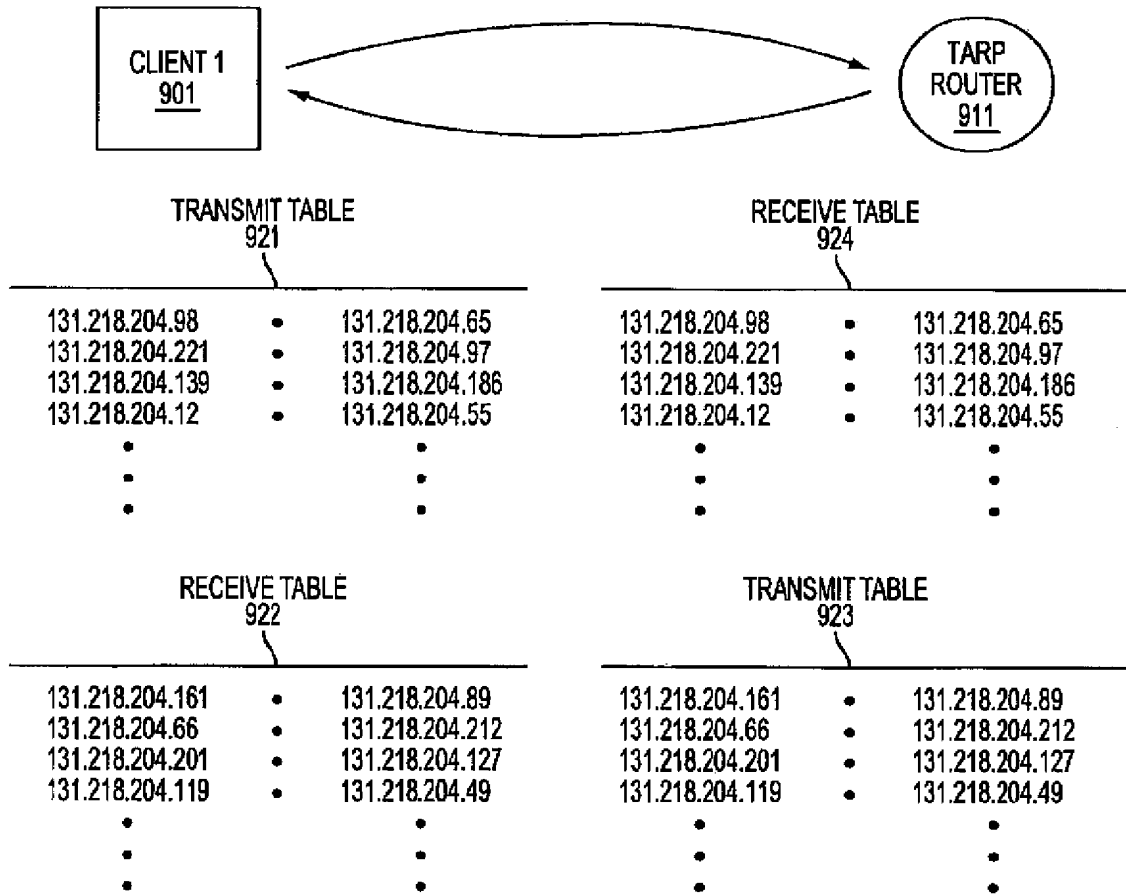 CLIENT 1
901
TARP
ROUTER
911
TRANSMIT TABLE
921
131.218.204.98 • 131.218.204.65
131.218.204.221 • 131.218.204.97
131.218.204.139 • 131.218.204.186
131.218.204.12 • 131.218.204.55
RECEIVE TABLE
924
131.218.204.98 • 131.218.204.65
131.218.204.221 • 131.218.204.97
131.218.204.139 • 131.218.204.186
131.218.204.12 • 131.218.204.55
RECEIVE TABLE
922
131.218.204.161 • 131.218.204.89
131.218.204.66 • 131.218.204.212
131.218.204.201 • 131.218.204.127
131.218.204.119 • 131.218.204.49
TRANSMIT TABLE
923
131.218.204.161 • 131.218.204.89
131.218.204.66 • 131.218.204.212
131.218.204.201 • 131.218.204.127
131.218.204.119 • 131.218.204.49